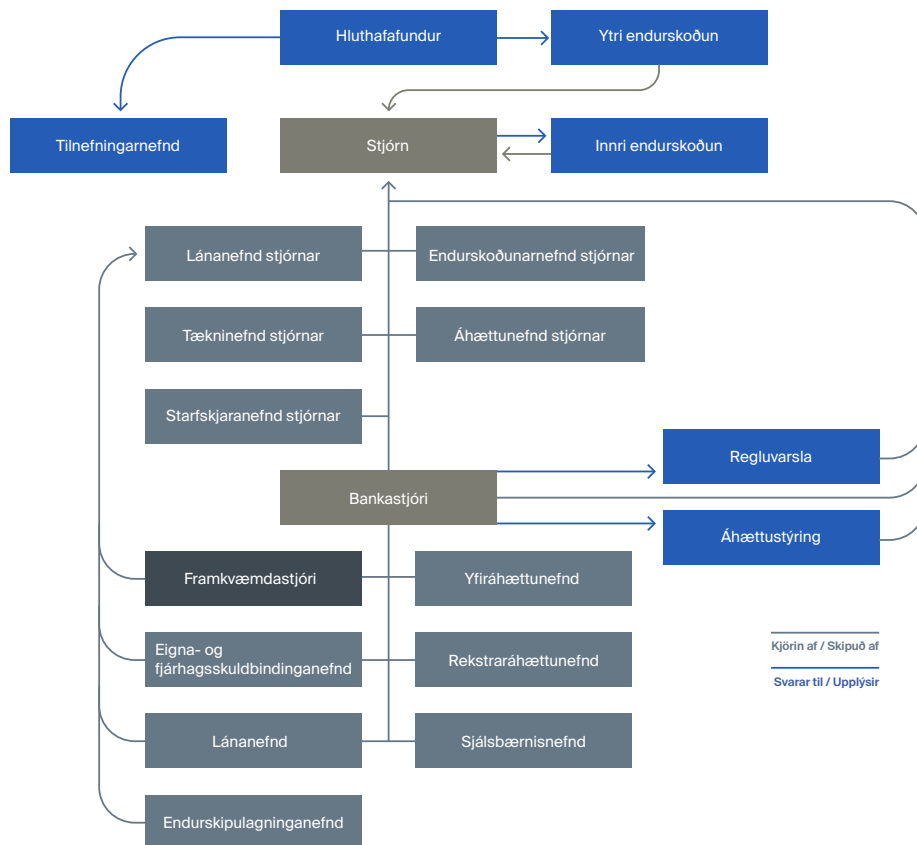 Hluthafafundur
Ytri endurskoðun
Tilnefningarnefnd
Stjórn
Innri endurskoðun
Lánanefnd stjórnar
Endurskoðunarnefnd stjórnar
Tækninefnd stjórnar
Áhættunefnd stjórnar
Starfskjaranefnd stjórnar
Regluvarsla
Bankastjóri
Áhættustýring
Framkvæmdastjóri
Yfiráhættunefnd
Eigna- og
fjárhagsskuldbindinganefnd
Rekstraráhættunefnd
Kjörin af / Skipuð af
Svarar til / Upplýsir
Lánanefnd
Sjálsbærnisnefnd
Endurskipulagninganefnd